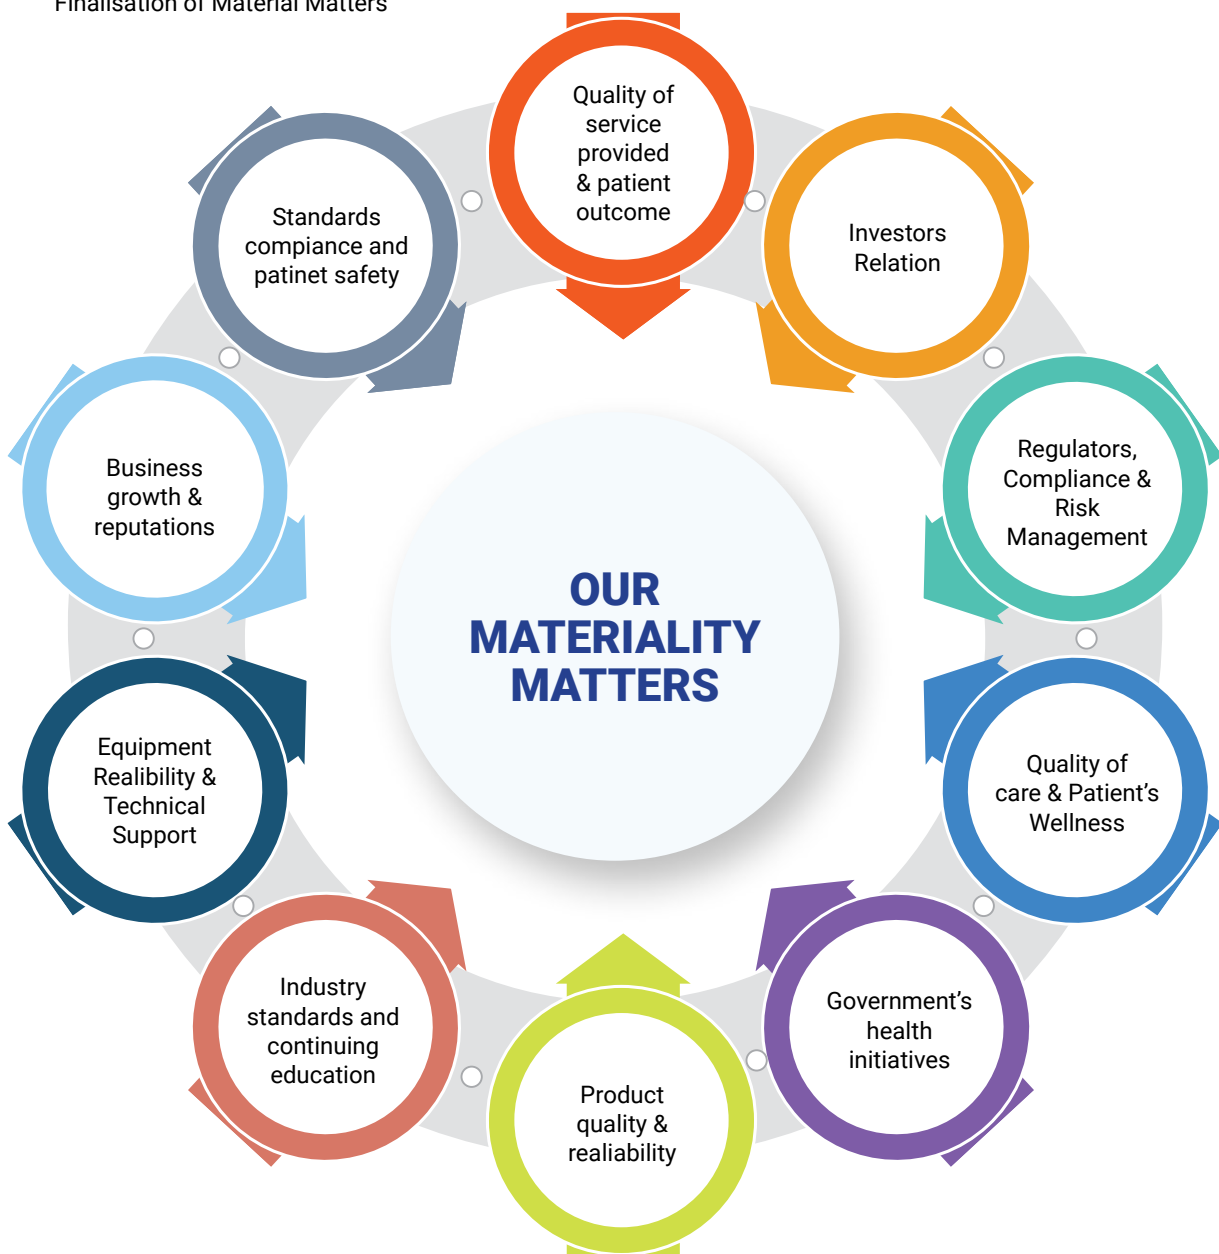 Finalisation of Material Matters
Quality of
service
provided
& patient
outcome
Investors
Relation
Regulators,
Compliance &
Risk
Management
Quality of
care & Patient’s
Wellness
Government’s
health
initiatives
Product
quality &
realiability
Industry
standards and
continuing
education
Equipment
Realibility &
Technical
Support
Business
growth &
reputations
Standards
compiance and
patinet safety
OUR
MATERIALITY
MATTERS